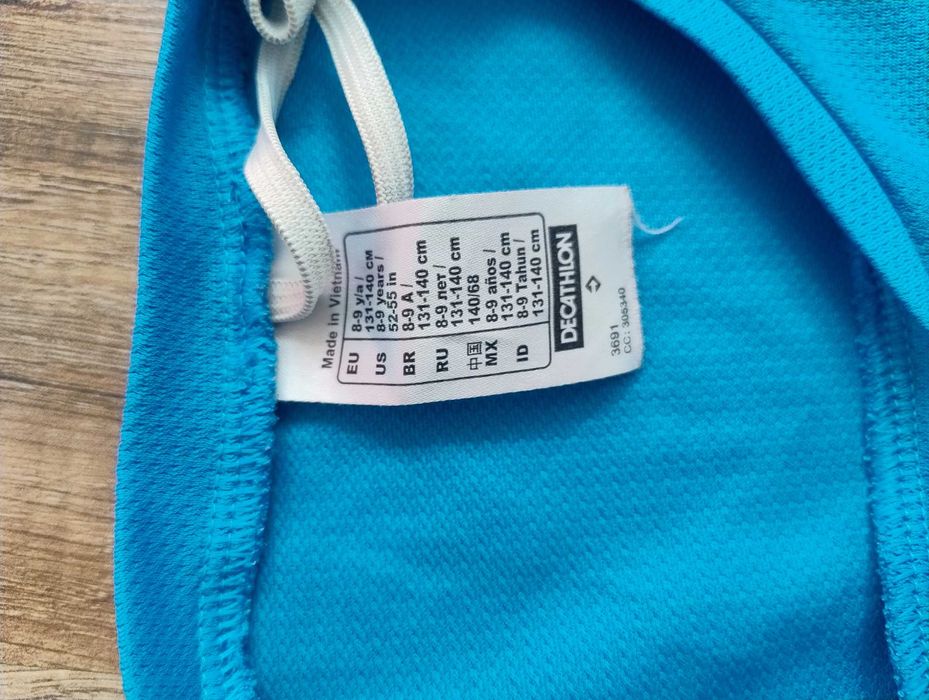 Made in Vietnam
EU 8-9 y/a /
131-140 CM
US 8-9 years /
52-55 in
BR 8-9 A /
131-140 cm
RU 8-9 лет /
131-140 cm
中国 140/68
MX 8-9 años /
131-140 cm
ID 8-9 Tahun /
131-140 cm
DECATHLON
3691
CC: 305340